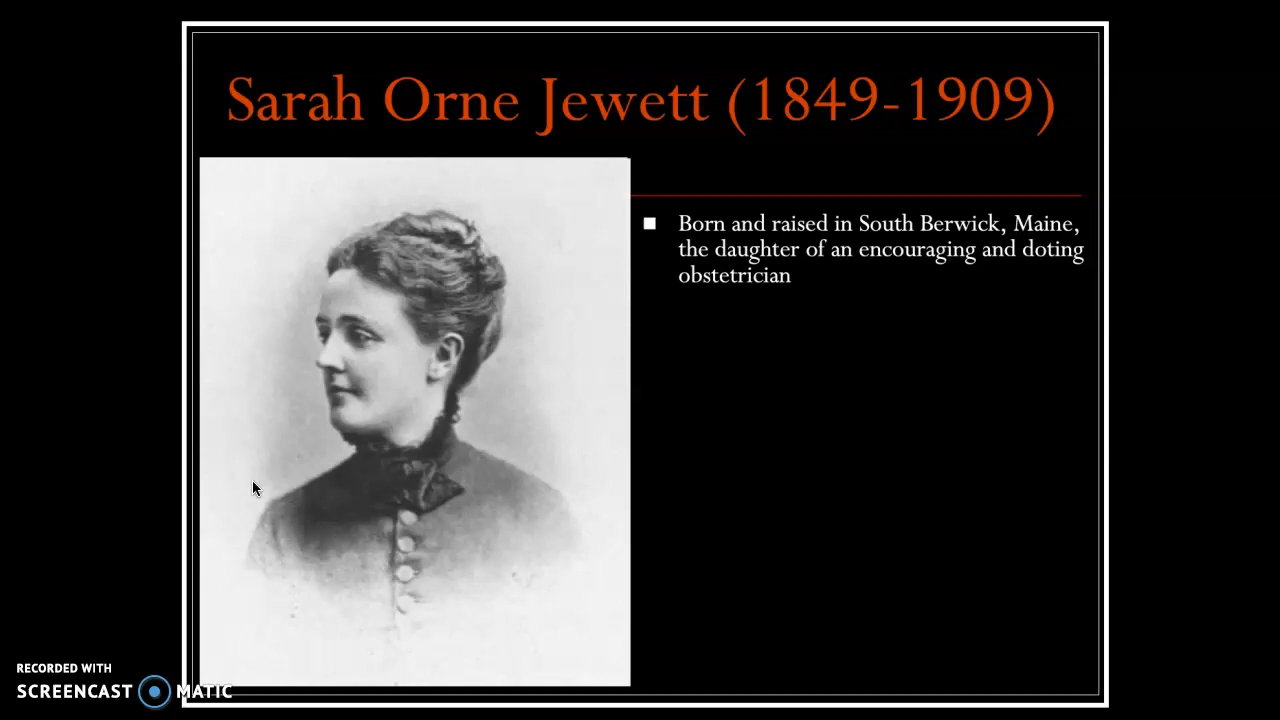 Sarah Orne Jewett (1849-1909)
Born and raised in South Berwick, Maine,
the daughter of an encouraging and doting
obstetrician
RECORDED WITH
SCREENCAST MATIC